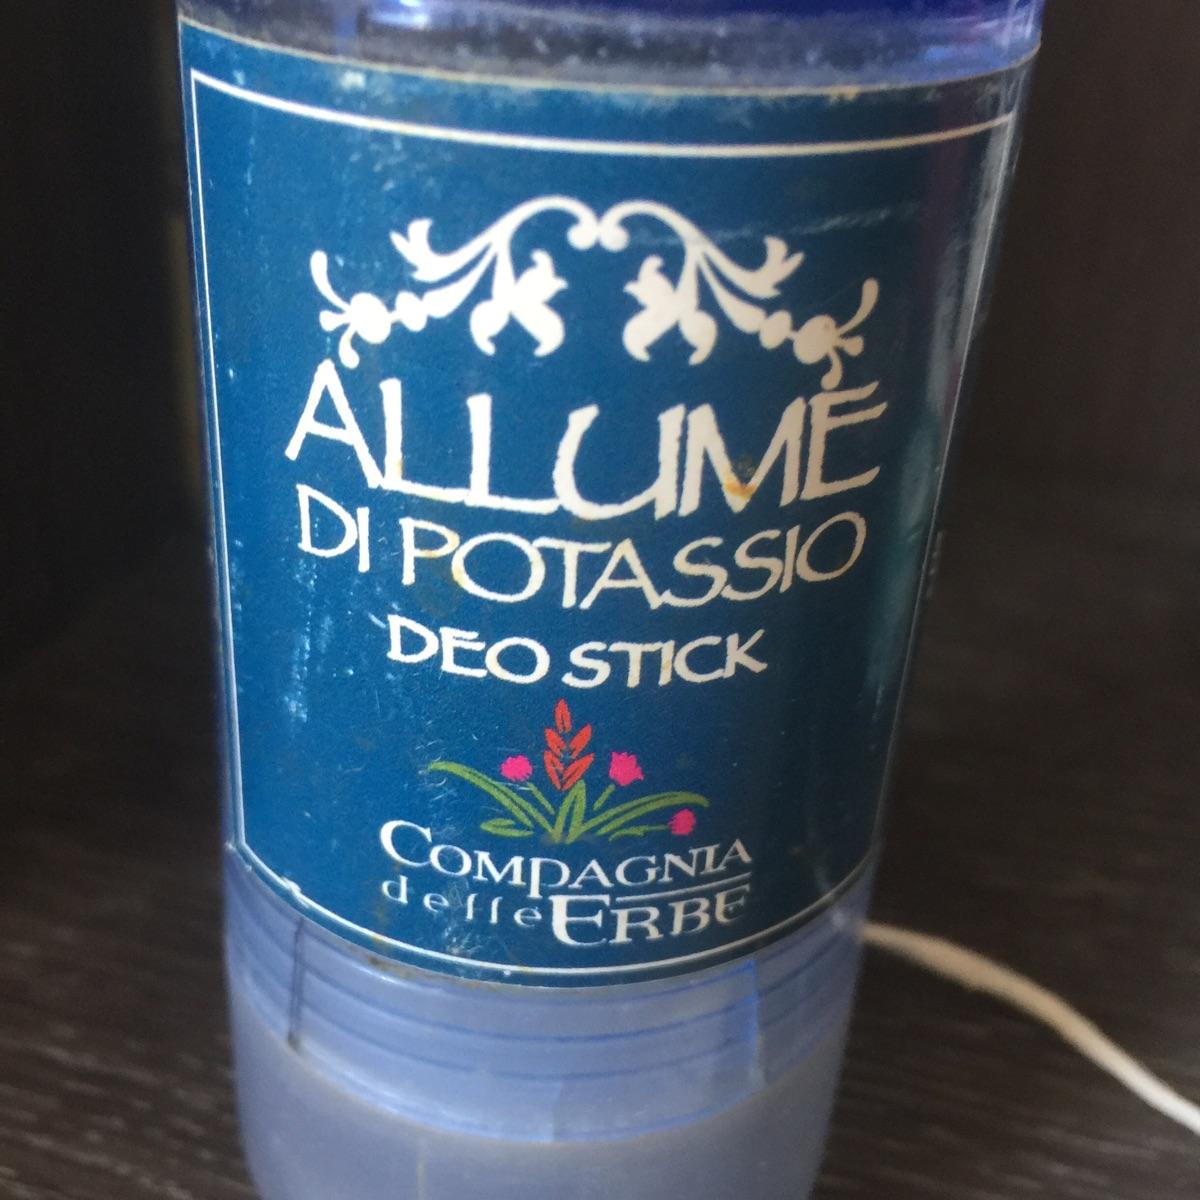 ALLUME
DI POTASSIO
DEO STICK
COMPAGNIA
delle ERBE